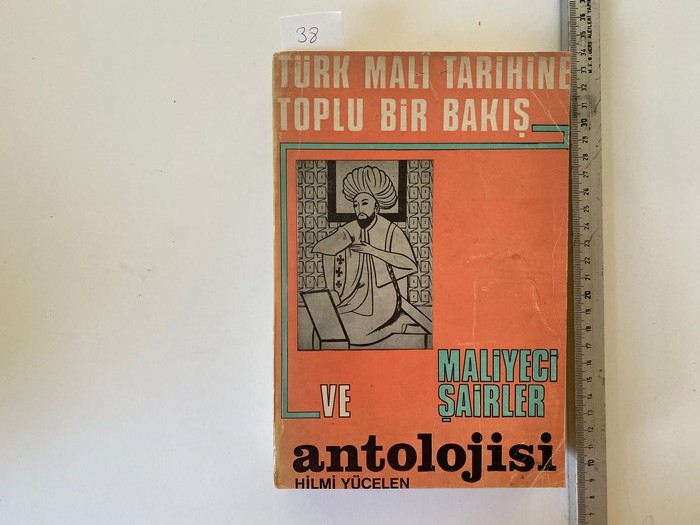 38
TÜRK MALİ TARİHİNE
TOPLU BİR BAKIŞ
VE
MALİYECİ
ŞAİRLER
antolojisi
HİLMİ YÜCELEN